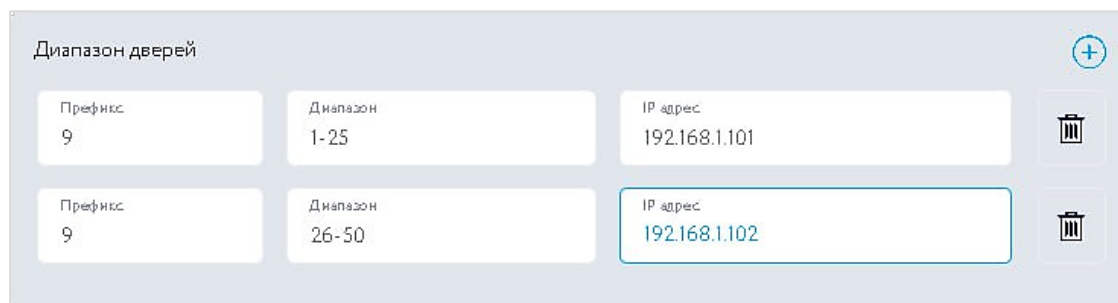 Диапазон дверей
Префикс Диапазон IP адрес
9 1-25 192.168.1.101
Префикс Диапазон IP адрес
9 26-50 192.168.1.102